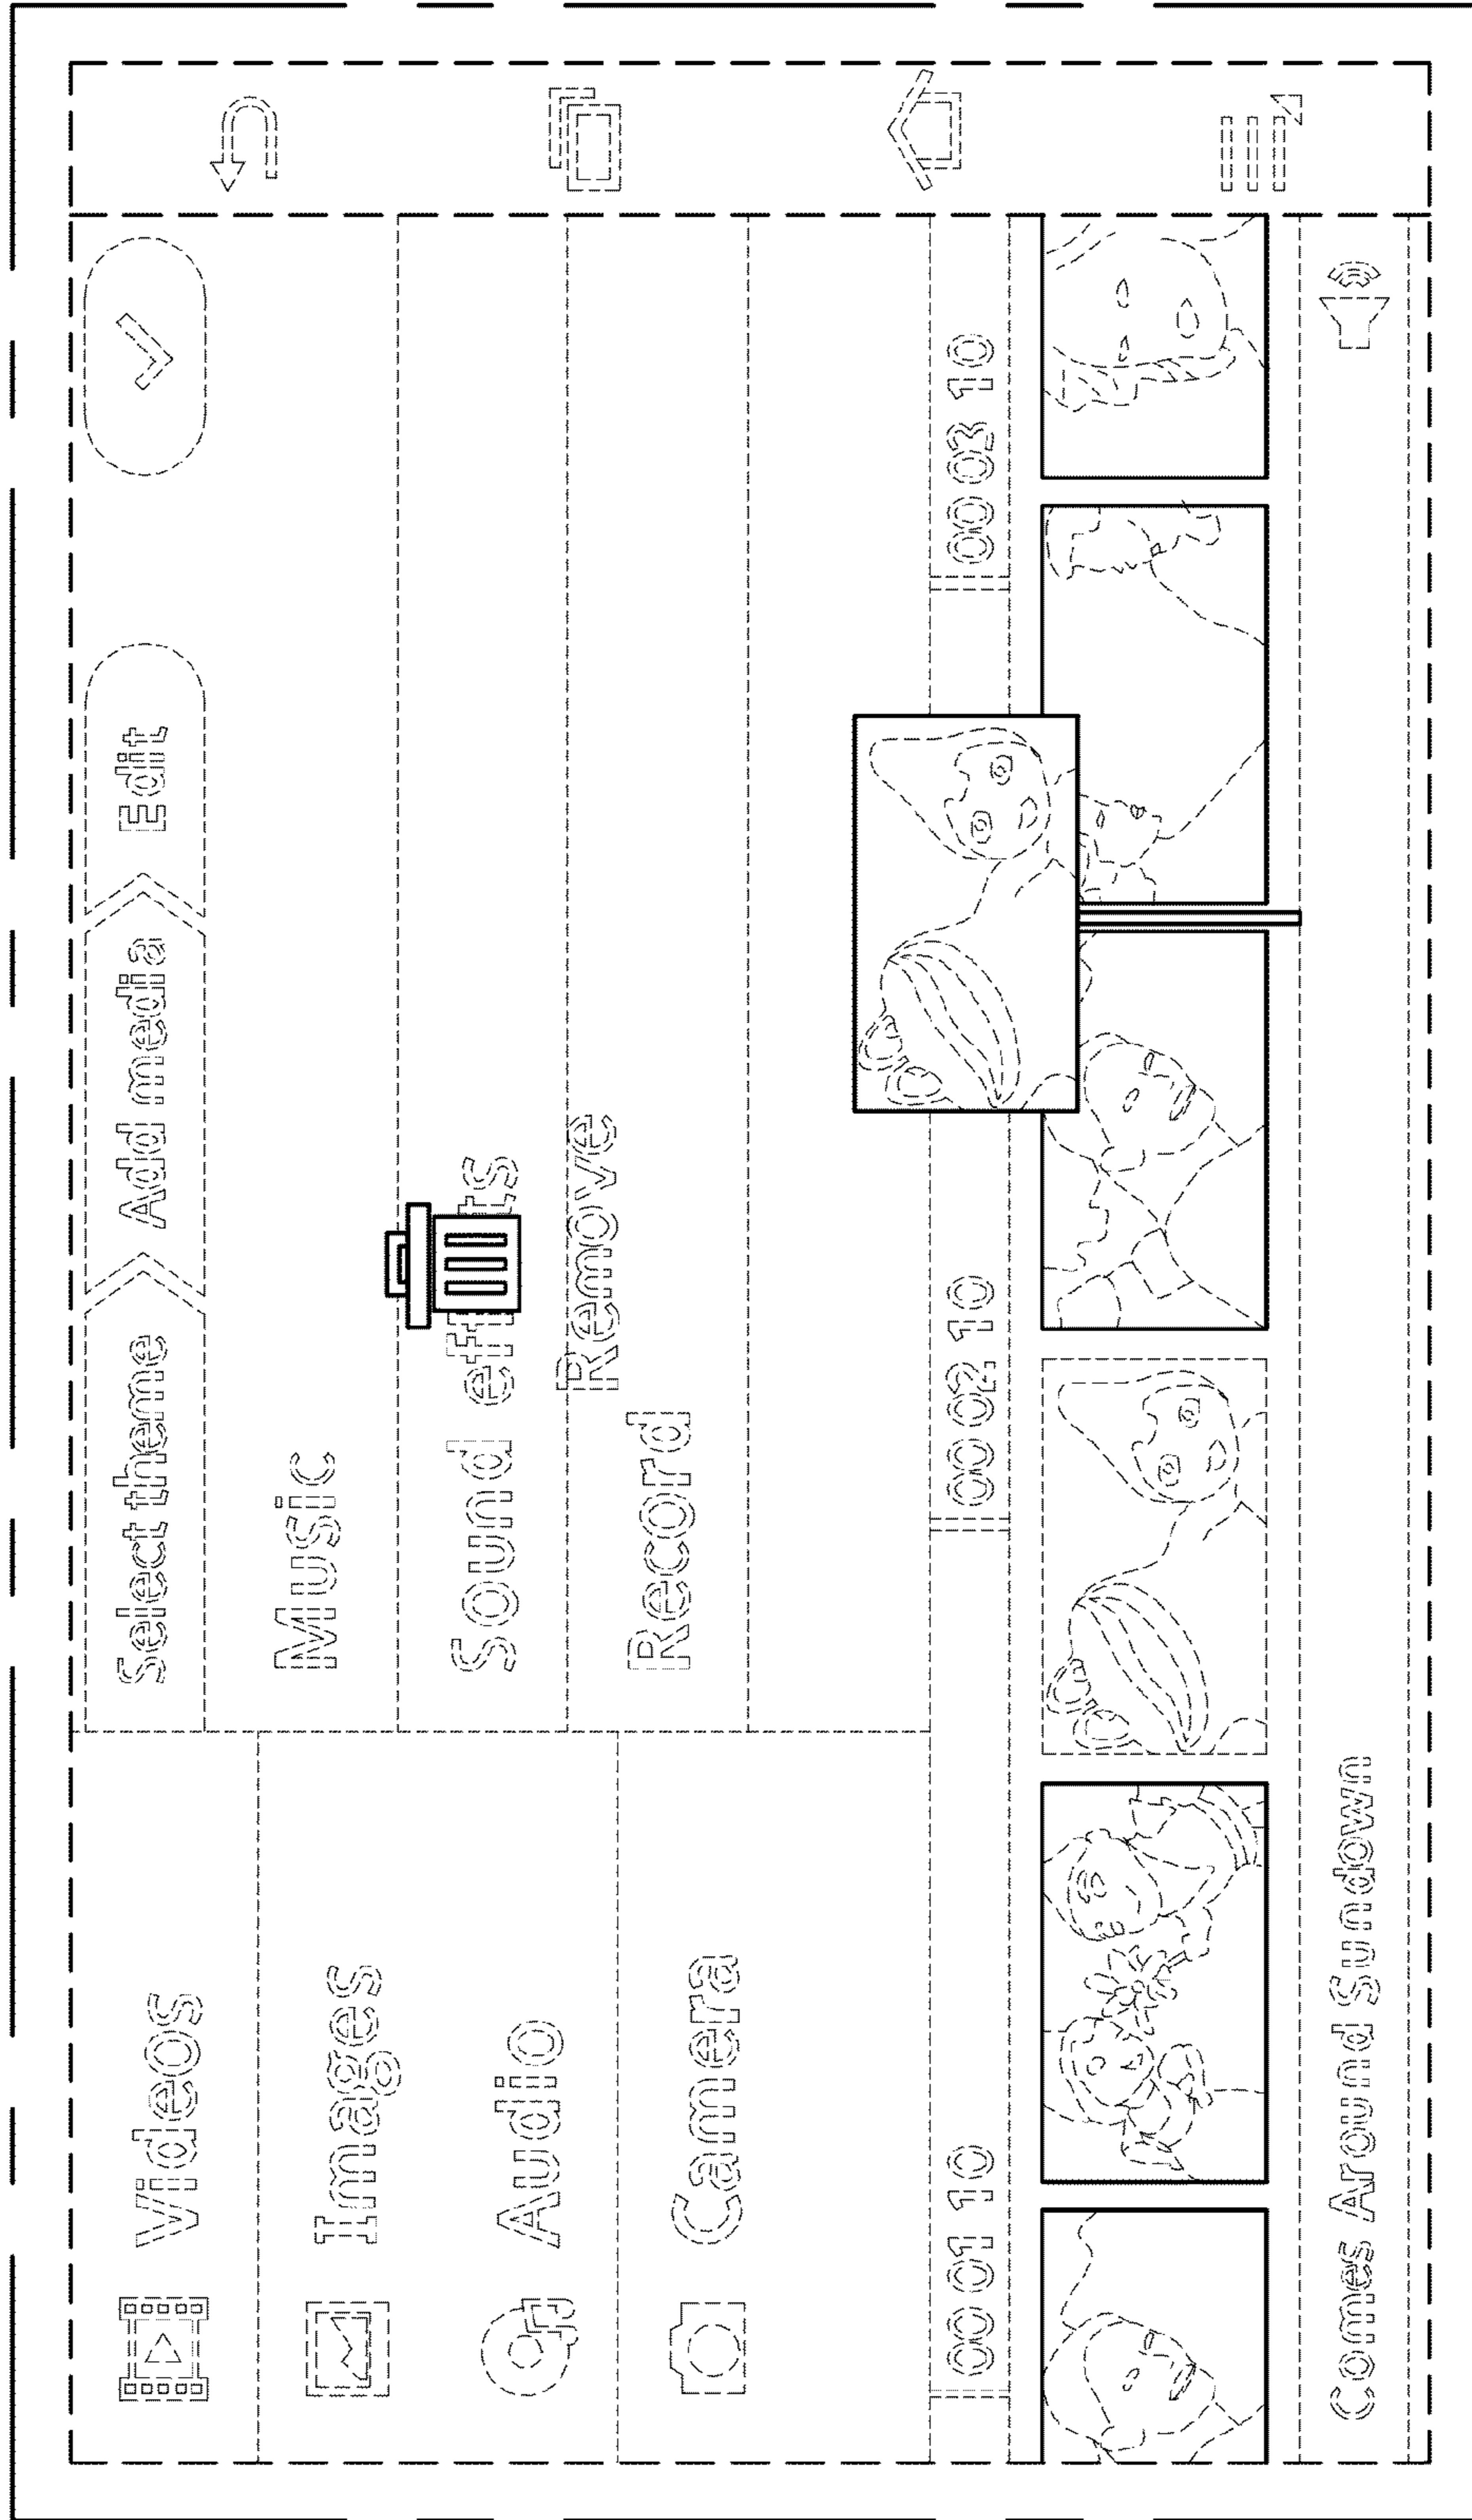 Select theme Add media Edit
Videos
Music
Images
Sound effects
Audio
Remove
Record
Camera
00 01 10 00 02 10 00 03 10
Comes Around Sundown